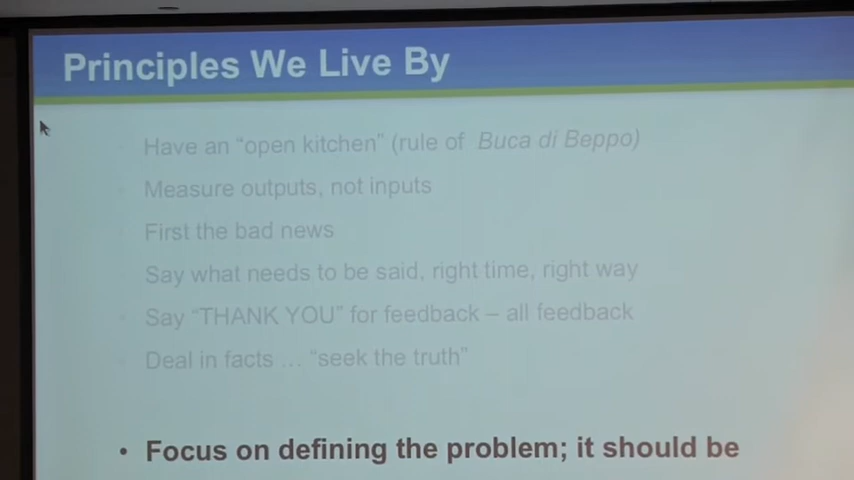 Principles We Live By
Have an “open kitchen” (rule of Buca di Beppo)
Measure outputs, not inputs
First the bad news
Say what needs to be said, right time, right way
Say “THANK YOU” for feedback – all feedback
Deal in facts … “seek the truth”
• Focus on defining the problem; it should be